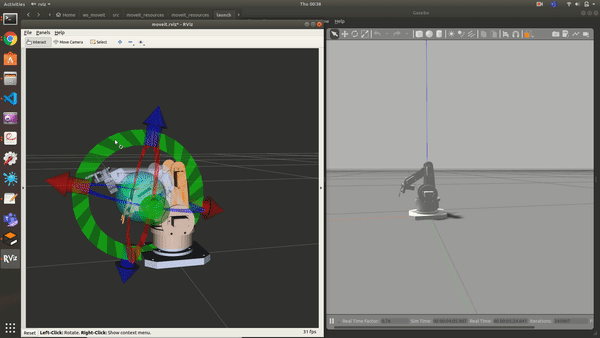 Activities
rviz
Thu 00:38
Home ws_moveit src moveit_resources moveit_resources launch
moveit.rviz* - RViz
Gazebo
File Panels Help
Help
Interact Move Camera Select
RViz
Real Time Factor:
Sim Time:
Real Time:
Iterations:
Reset Left-Click: Rotate. Right-Click: Show context menu. 31 fps